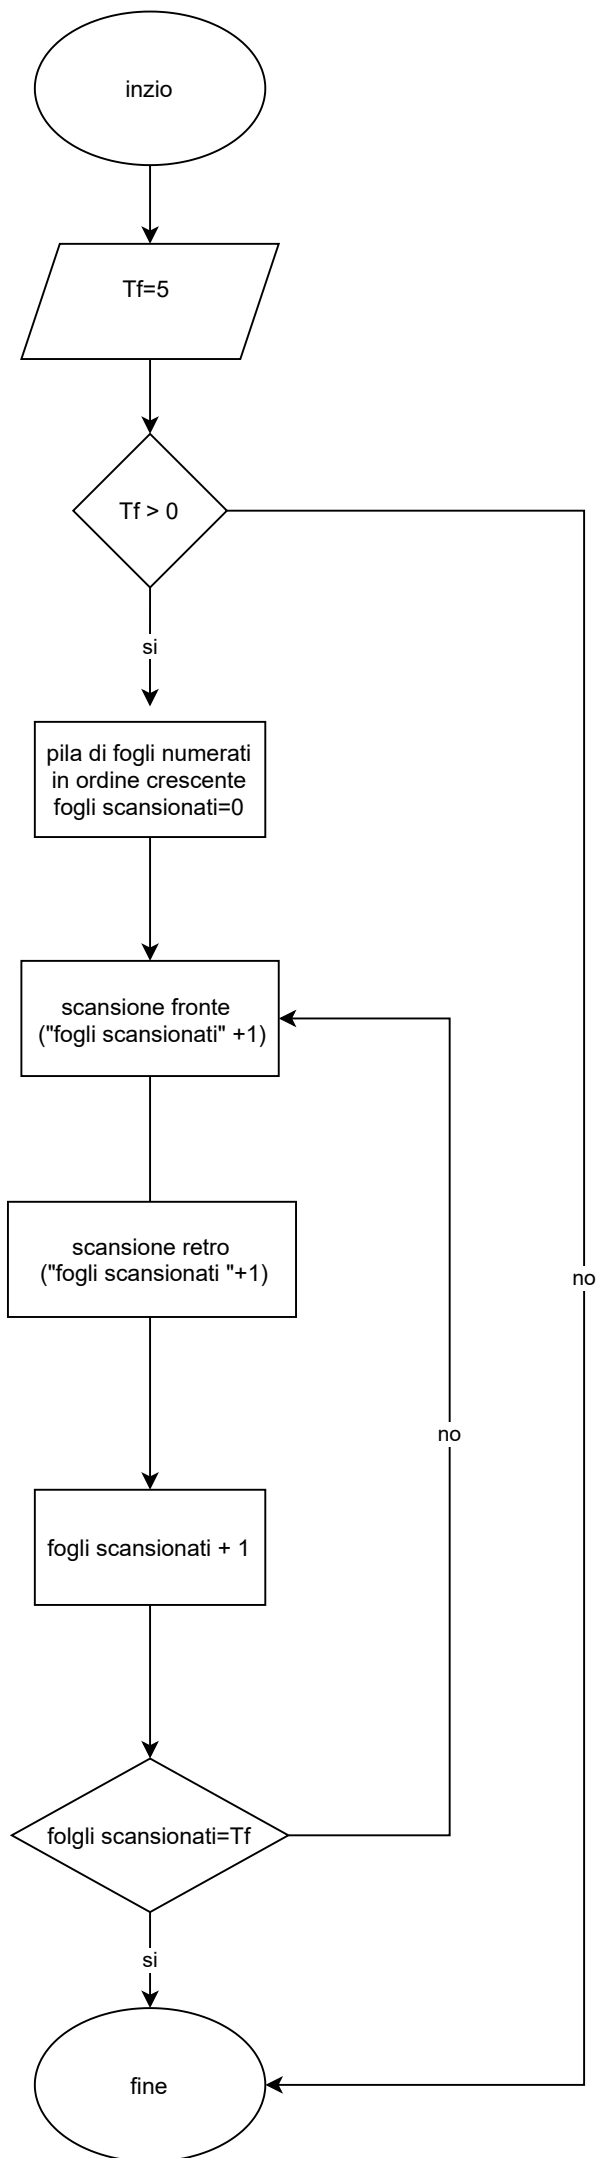 inzio
Tf=5
Tf > 0
si
pila di fogli numerati
in ordine crescente
fogli scansionati=0
scansione fronte
("fogli scansionati" +1)
scansione retro
("fogli scansionati "+1)
no
no
fogli scansionati + 1
folgli scansionati=Tf
si
fine